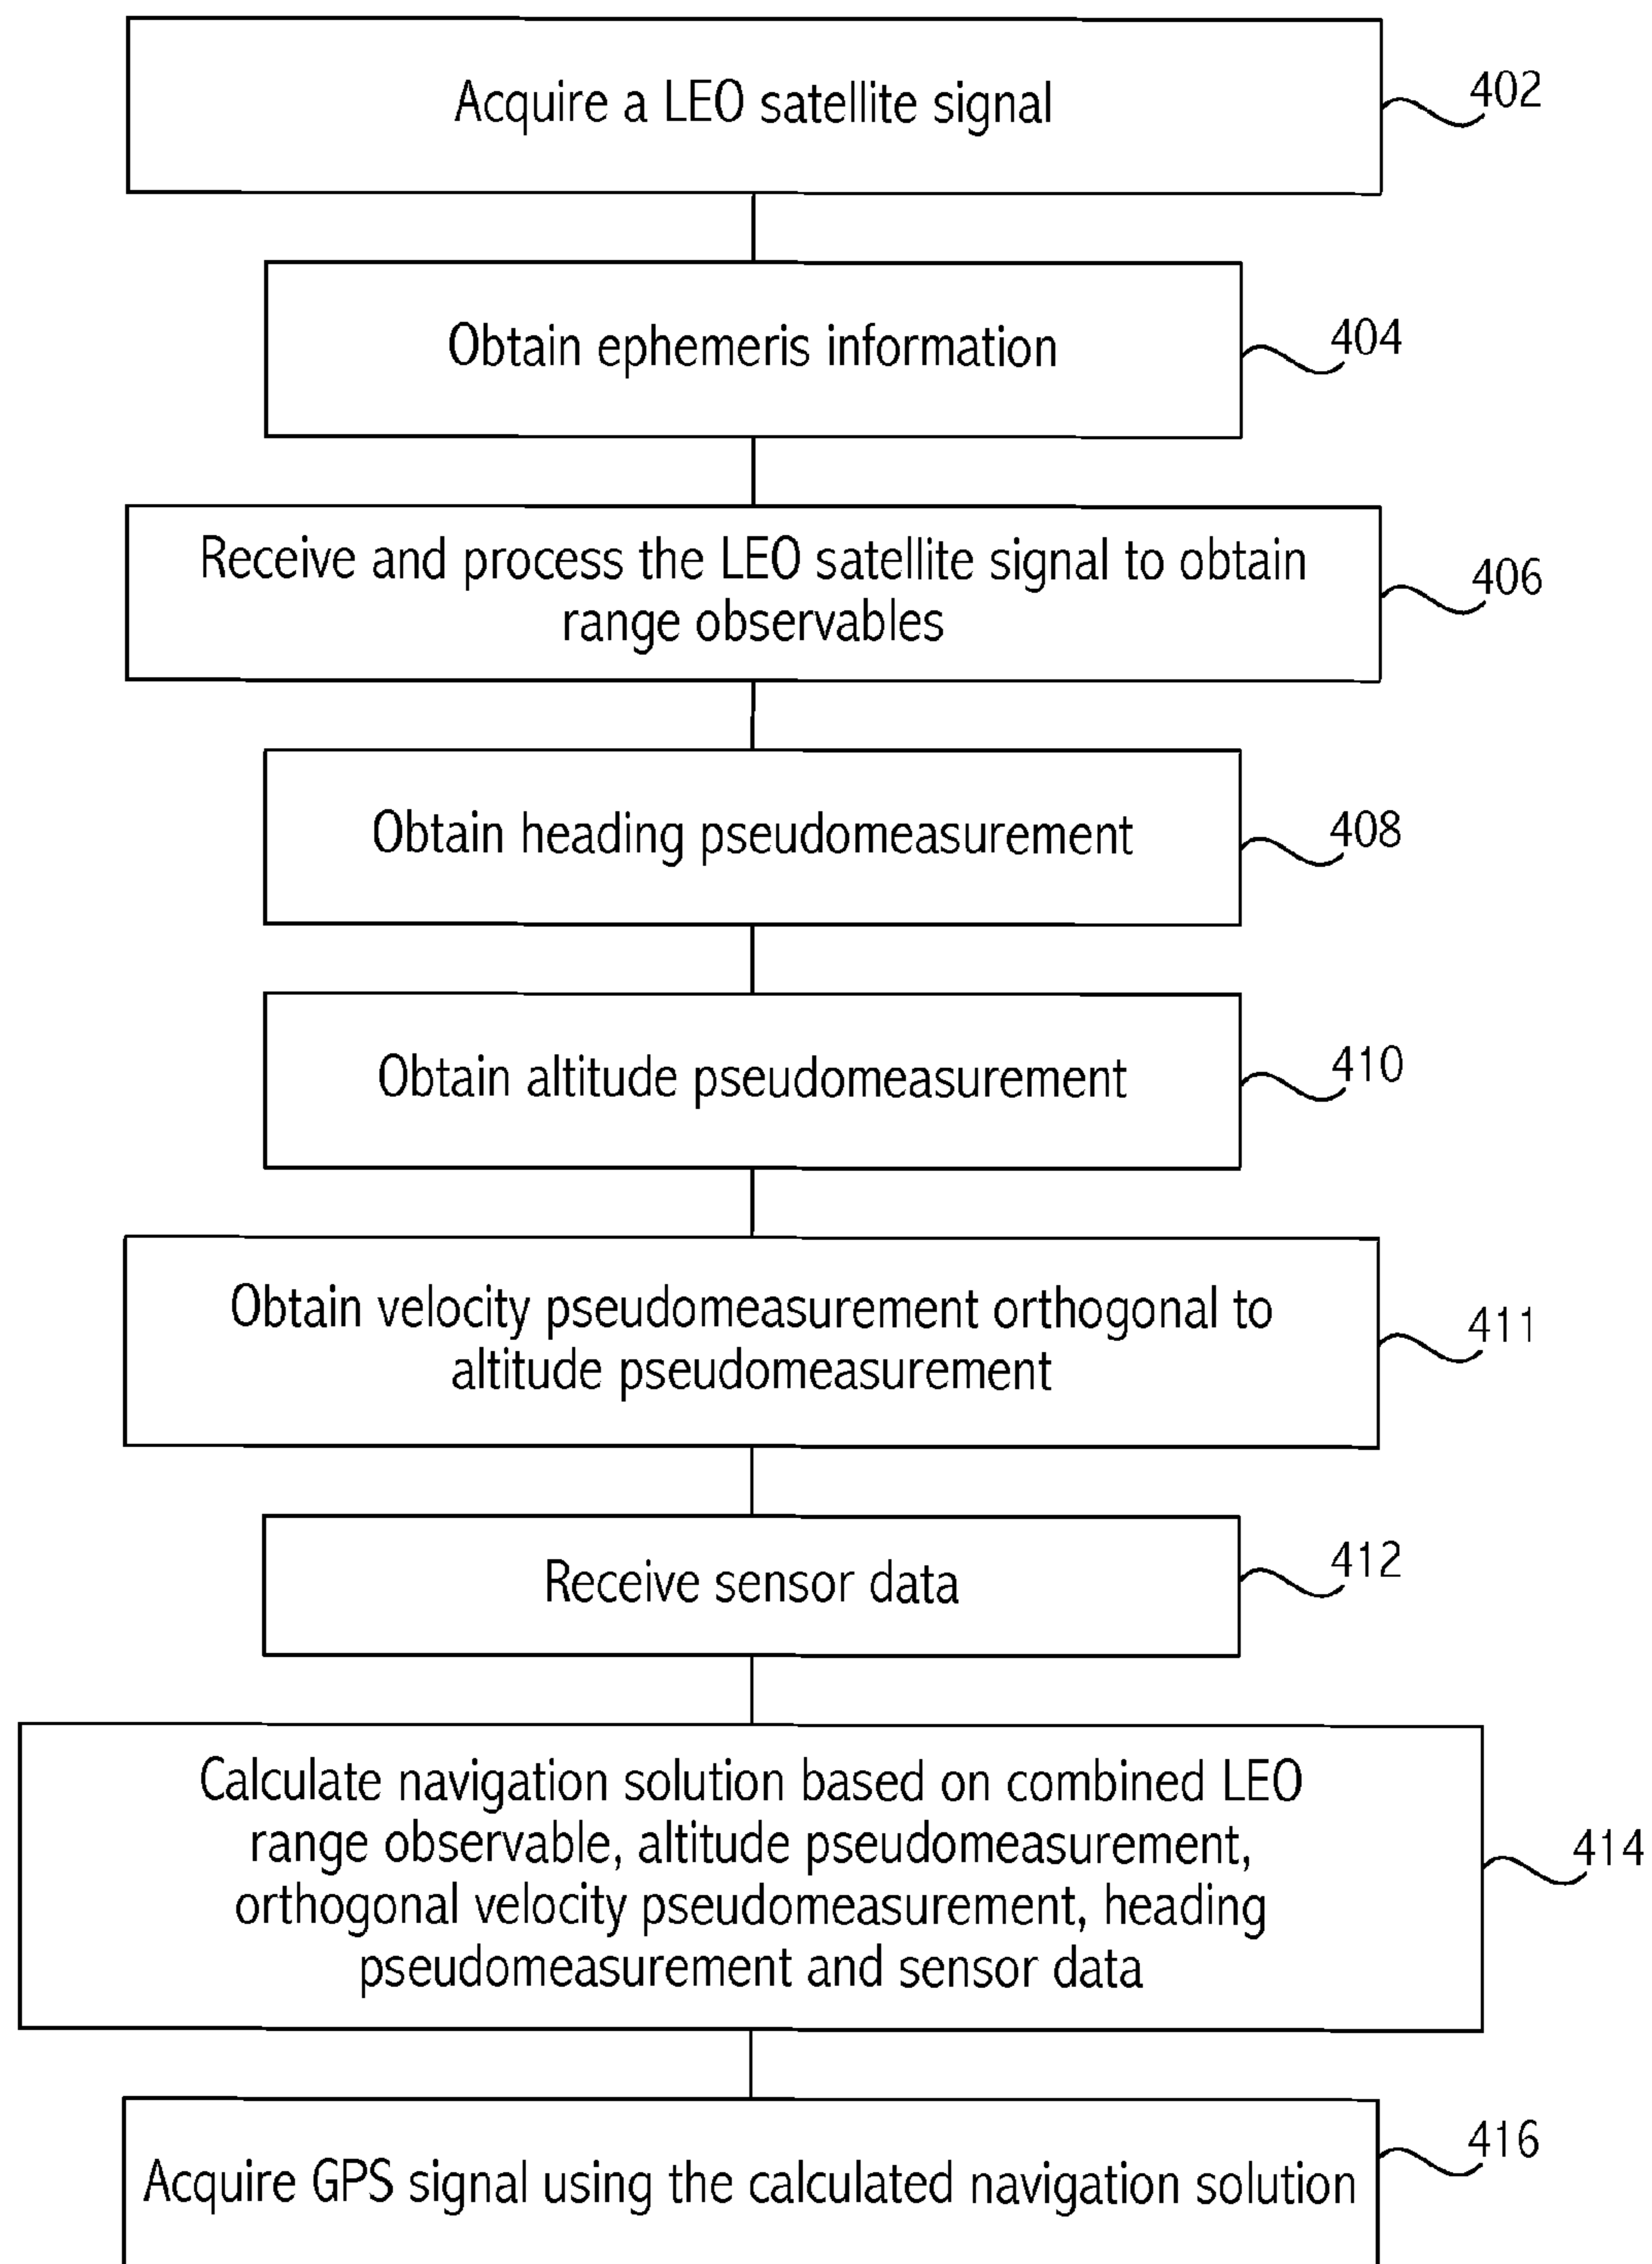 Acquire a LEO satellite signal
402
Obtain ephemeris information
404
Receive and process the LEO satellite signal to obtain
range observables
406
Obtain heading pseudomeasurement
408
Obtain altitude pseudomeasurement
410
Obtain velocity pseudomeasurement orthogonal to
altitude pseudomeasurement
411
Receive sensor data
412
Calculate navigation solution based on combined LEO
range observable, altitude pseudomeasurement,
orthogonal velocity pseudomeasurement, heading
pseudomeasurement and sensor data
414
Acquire GPS signal using the calculated navigation solution
416